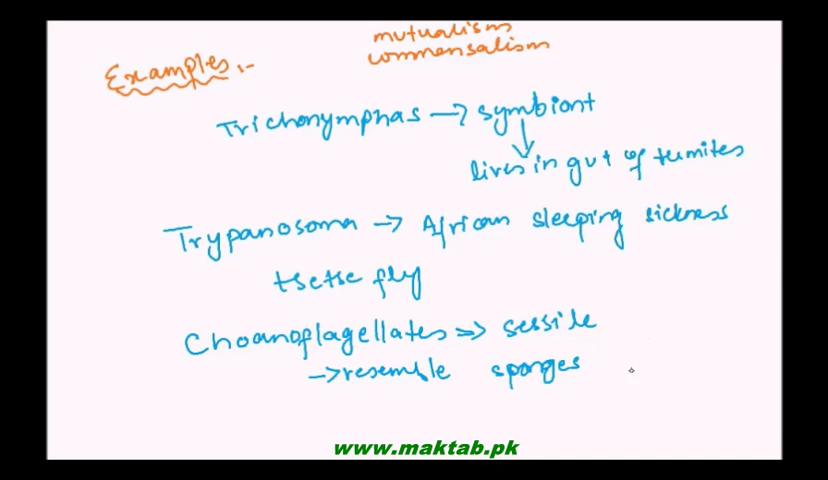 mutualism
commensalism
Examples:-
Trichonymphas → symbiont
↓
lives in gut of termites
Trypanosoma → African sleeping sickness
tsetse fly
Choanoflagellates ⇒ sessile
→ resemble sponges
www.maktab.pk